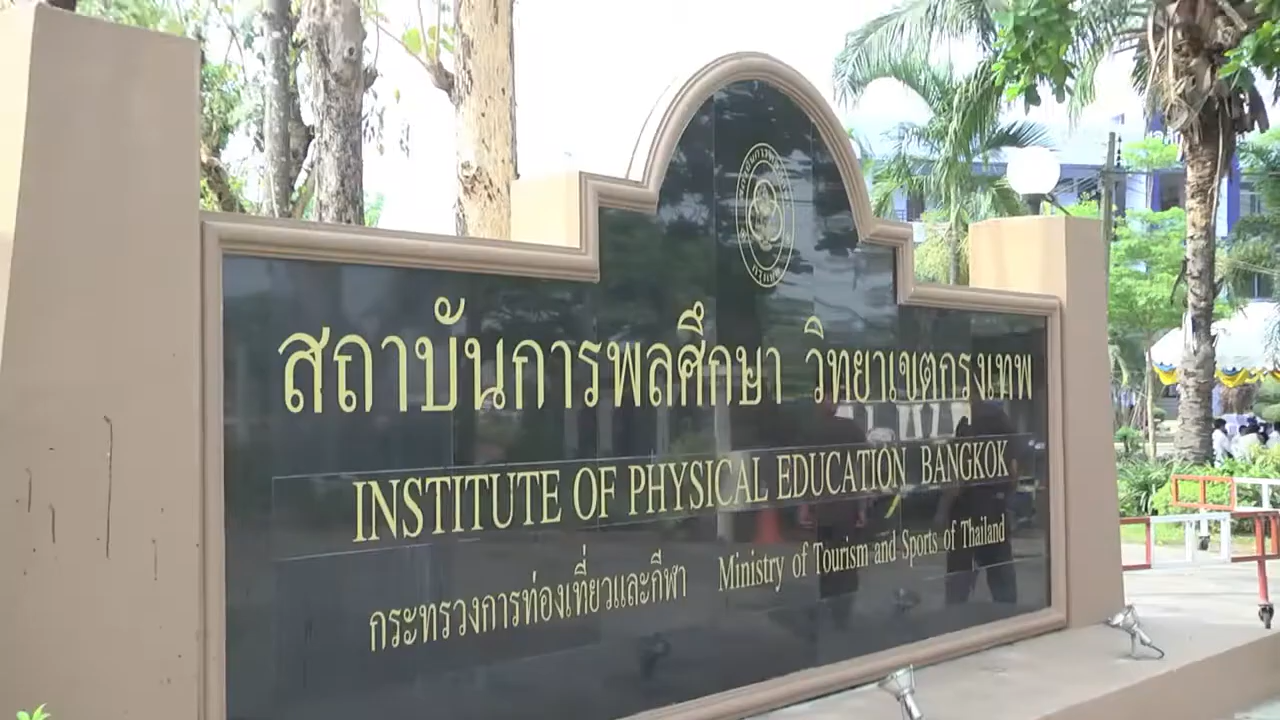 สถาบันการพลศึกษา วิทยาเขตกรุงเทพ
INSTITUTE OF PHYSICAL EDUCATION BANGKOK
กระทรวงการท่องเที่ยวและกีฬา Ministry of Tourism and Sports of Thailand